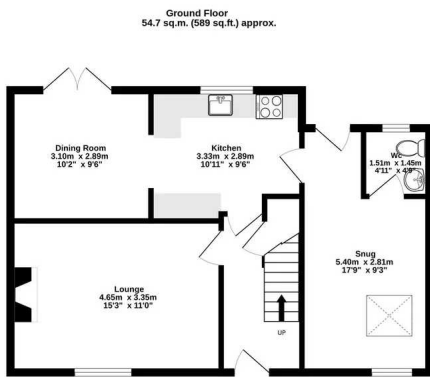 Ground Floor
54.7 sq.m. (589 sq.ft.) approx.
Dining Room
3.10m x 2.89m
10'2" x 9'6"
Kitchen
3.33m x 2.89m
10'11" x 9'6"
Wc
1.51m x 1.45m
4'11" x 4'9"
Snug
5.40m x 2.81m
17'9" x 9'3"
Lounge
4.65m x 3.35m
15'3" x 11'0"
UP